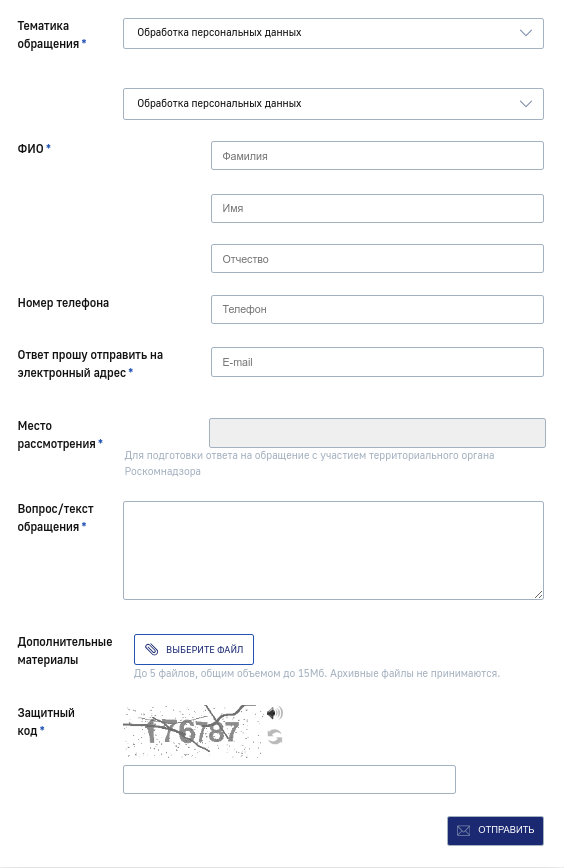 Тематика
обращения *
Обработка персональных данных
Обработка персональных данных
ФИО *
Фамилия
Имя
Отчество
Номер телефона
Телефон
Ответ прошу отправить на
электронный адрес *
E-mail
Место
рассмотрения *
Для подготовки ответа на обращение с участием территориального органа
Роскомнадзора
Вопрос/текст
обращения *
Дополнительные
материалы
ВЫБЕРИТЕ ФАЙЛ
До 5 файлов, общим объемом до 15Мб. Архивные файлы не принимаются.
Защитный
код *
176787
ОТПРАВИТЬ